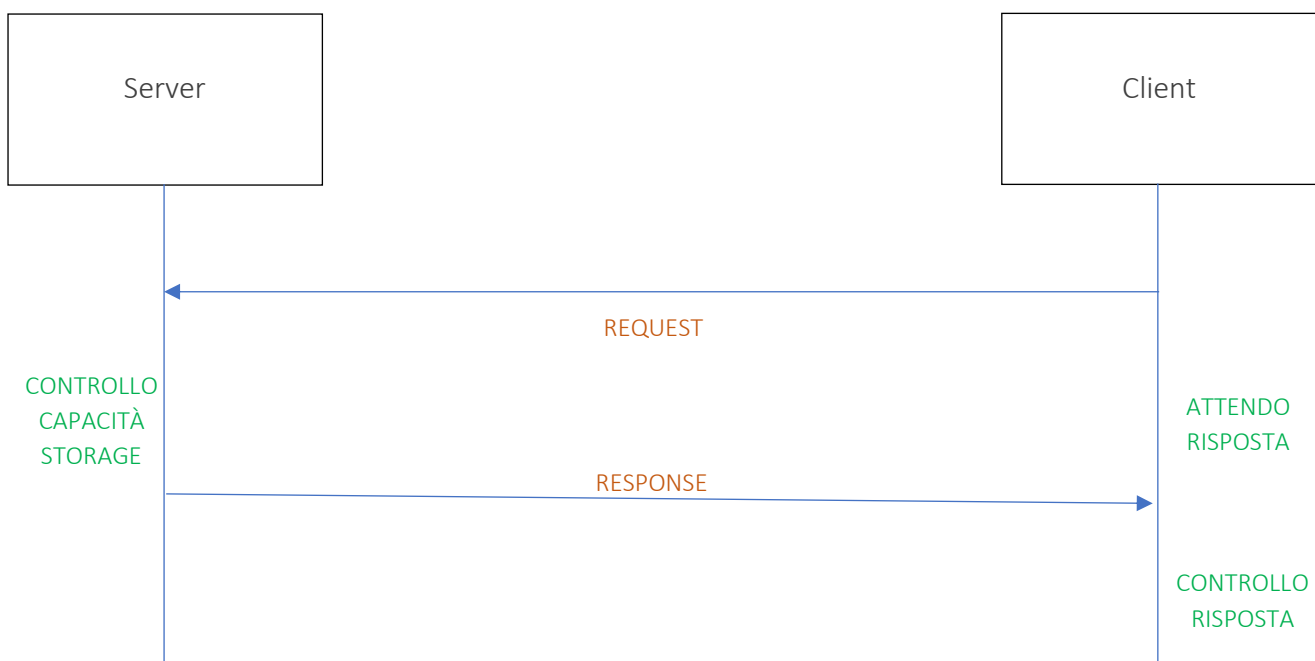 Server
Client
REQUEST
CONTROLLO
CAPACITÀ
STORAGE
ATTENDO
RISPOSTA
RESPONSE
CONTROLLO
RISPOSTA